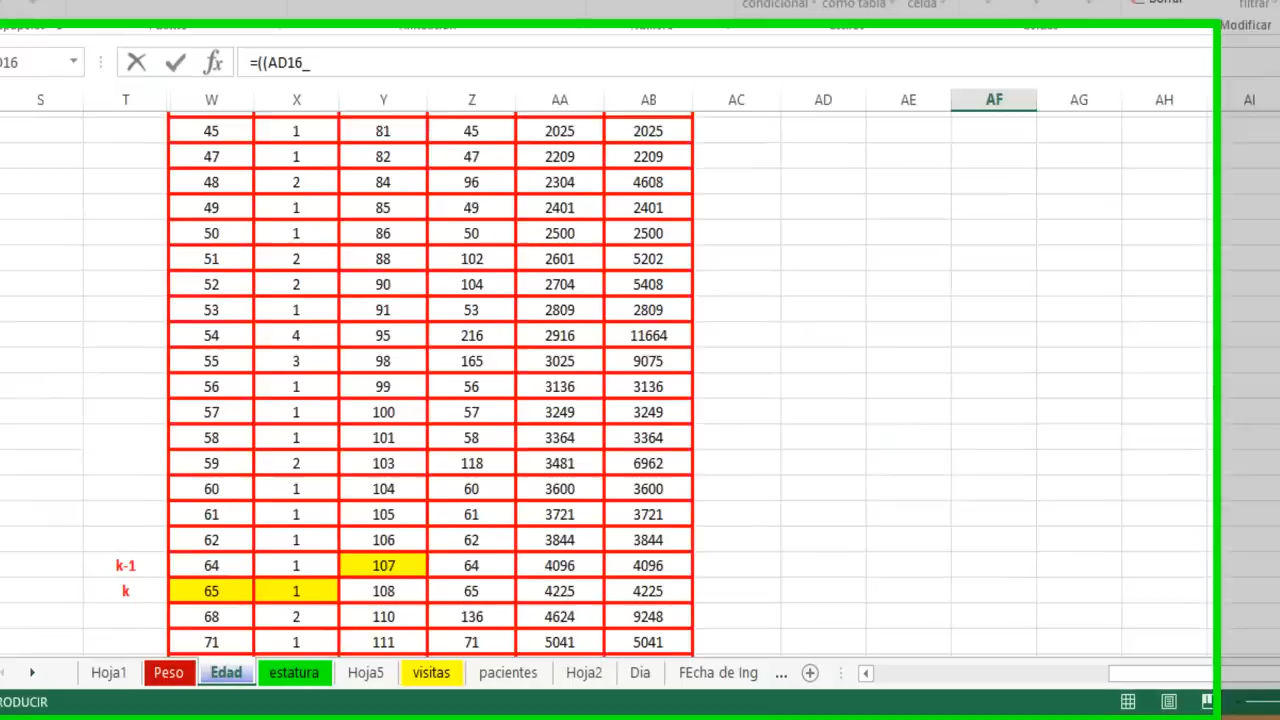 condicional como tabla celda filtrar
Modificar
=((AD16_
S T W X Y Z AA AB AC AD AE AF AG AH AI
45 1 81 45 2025 2025
47 1 82 47 2209 2209
48 2 84 96 2304 4608
49 1 85 49 2401 2401
50 1 86 50 2500 2500
51 2 88 102 2601 5202
52 2 90 104 2704 5408
53 1 91 53 2809 2809
54 4 95 216 2916 11664
55 3 98 165 3025 9075
56 1 99 56 3136 3136
57 1 100 57 3249 3249
58 1 101 58 3364 3364
59 2 103 118 3481 6962
60 1 104 60 3600 3600
61 1 105 61 3721 3721
62 1 106 62 3844 3844
k-1 64 1 107 64 4096 4096
k 65 1 108 65 4225 4225
68 2 110 136 4624 9248
71 1 111 71 5041 5041
Hoja1 Peso Edad estatura Hoja5 visitas pacientes Hoja2 Dia FEcha de Ing ...